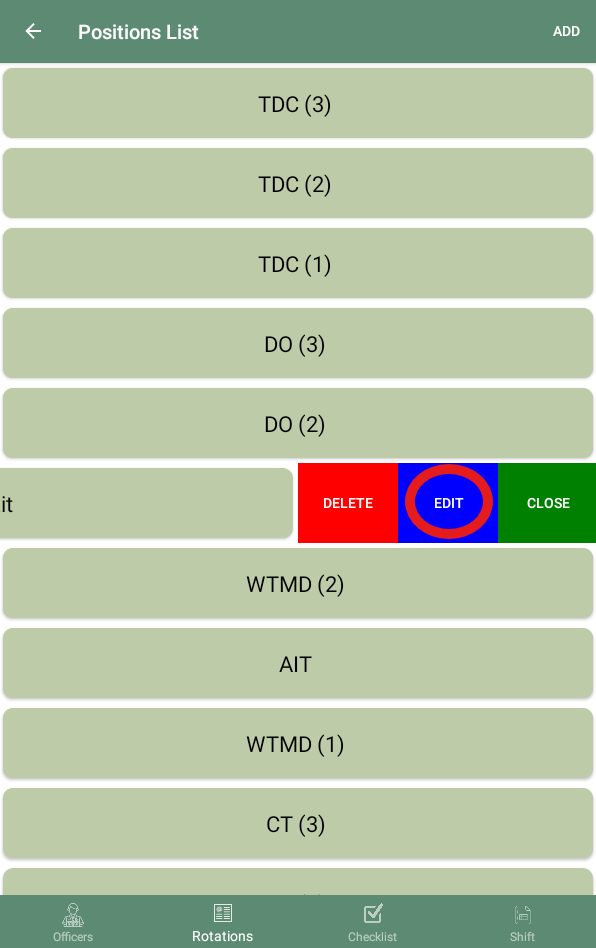 Positions List
ADD
TDC (3)
TDC (2)
TDC (1)
DO (3)
DO (2)
it
DELETE
EDIT
CLOSE
WTMD (2)
AIT
WTMD (1)
CT (3)
Officers
Rotations
Checklist
Shift